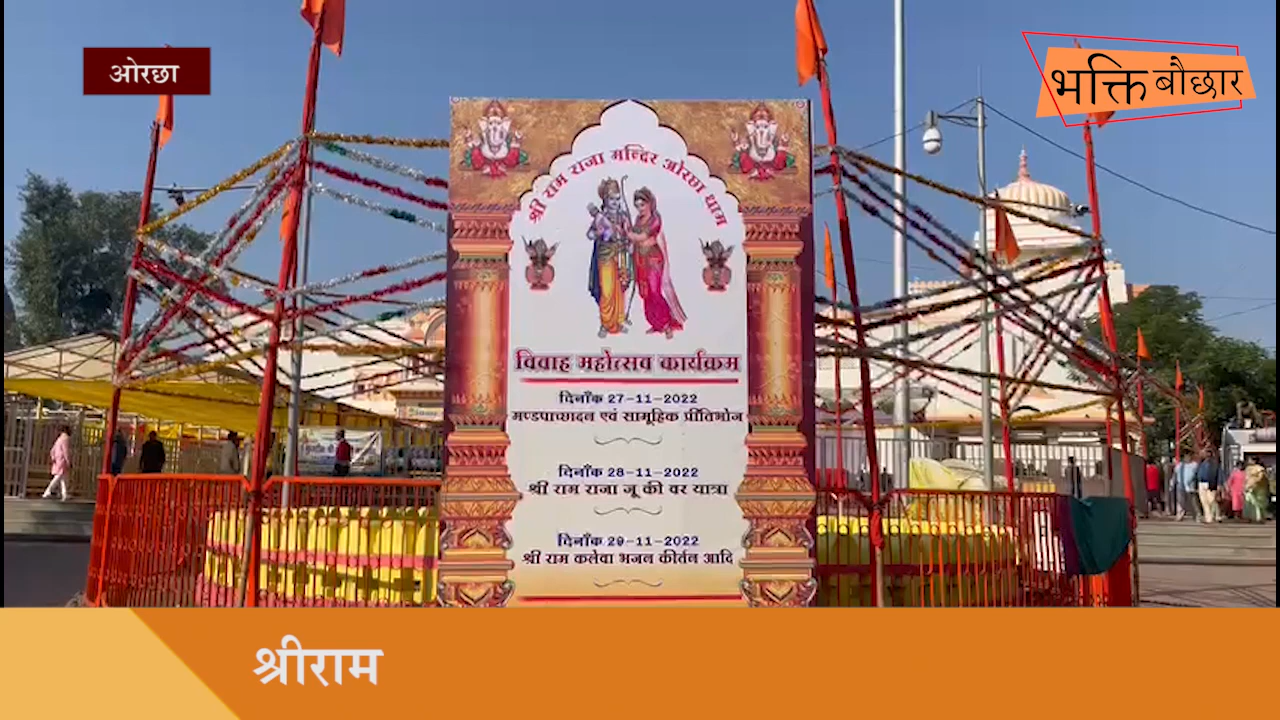 ओरछा
भक्ति बौछार
श्री राम राजा मन्दिर ओरछा धाम
विवाह महोत्सव कार्यक्रम
दिनाँक 27-11-2022
मण्डपाच्छादन एवं सामूहिक प्रीतिभोज
दिनाँक 28-11-2022
श्री राम राजा जू की वर यात्रा
दिनाँक 29-11-2022
श्री राम कलेवा भजन कीर्तन आदि
श्रीराम